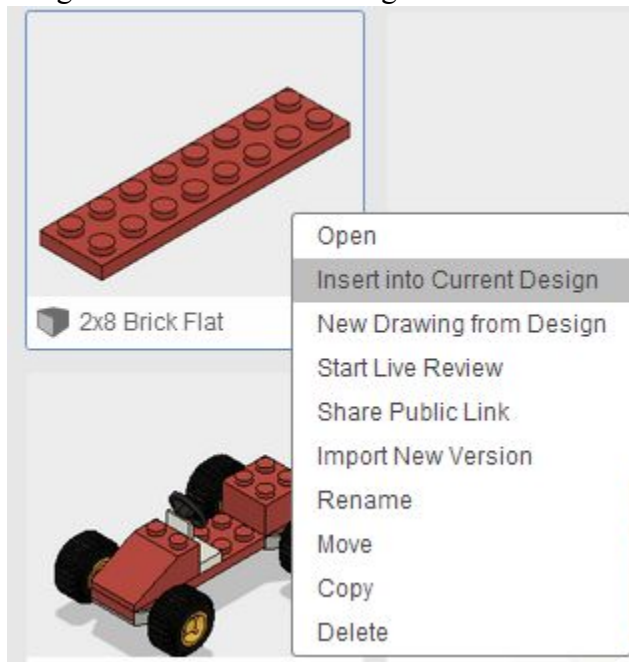 Open
Insert into Current Design
2x8 Brick Flat
New Drawing from Design
Start Live Review
Share Public Link
Import New Version
Rename
Move
Copy
Delete